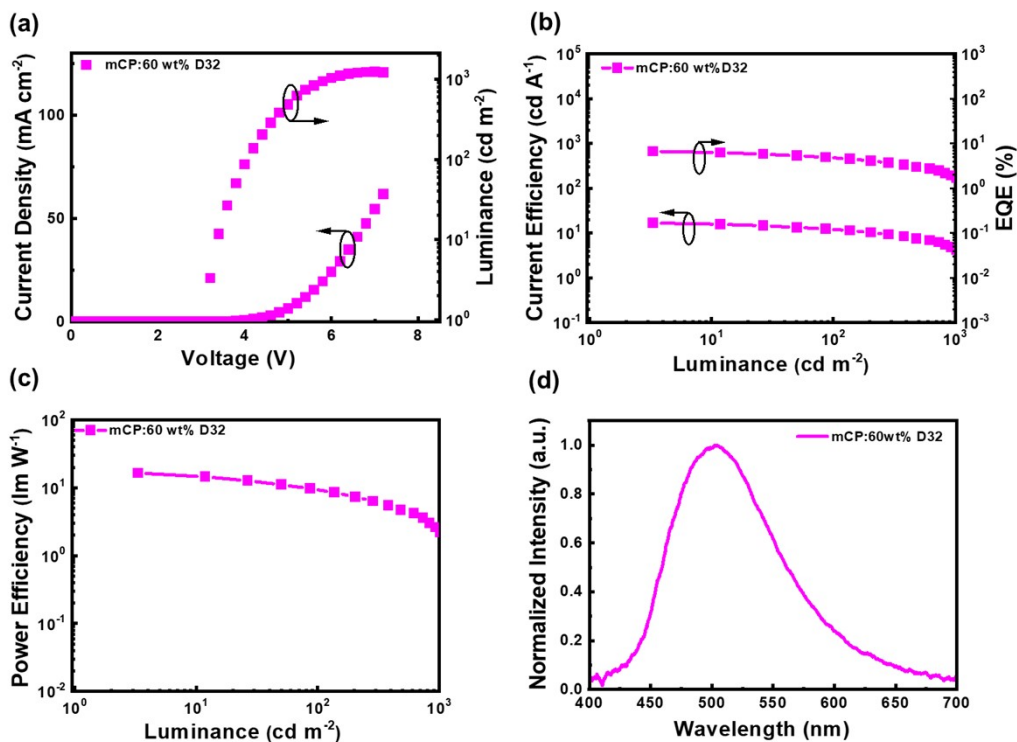 (a)
mCP:60 wt% D32
Current Density (mA cm⁻²)
100
50
0
0
2
4
6
8
Voltage (V)
10³
10²
10¹
10⁰
Luminance (cd m⁻²)
(b)
mCP:60 wt%D32
Current Efficiency (cd A⁻¹)
10⁵
10⁴
10³
10²
10¹
10⁰
10⁻¹
10⁰
10¹
10²
10³
Luminance (cd m⁻²)
10³
10²
10¹
10⁰
10⁻¹
10⁻²
10⁻³
EQE (%)
(c)
mCP:60 wt% D32
Power Efficiency (lm W⁻¹)
10²
10¹
10⁰
10⁻¹
10⁻²
10⁰
10¹
10²
10³
Luminance (cd m⁻²)
(d)
mCP:60wt% D32
Normalized Intensity (a.u.)
1.0
0.8
0.6
0.4
0.2
0.0
400
450
500
550
600
650
700
Wavelength (nm)